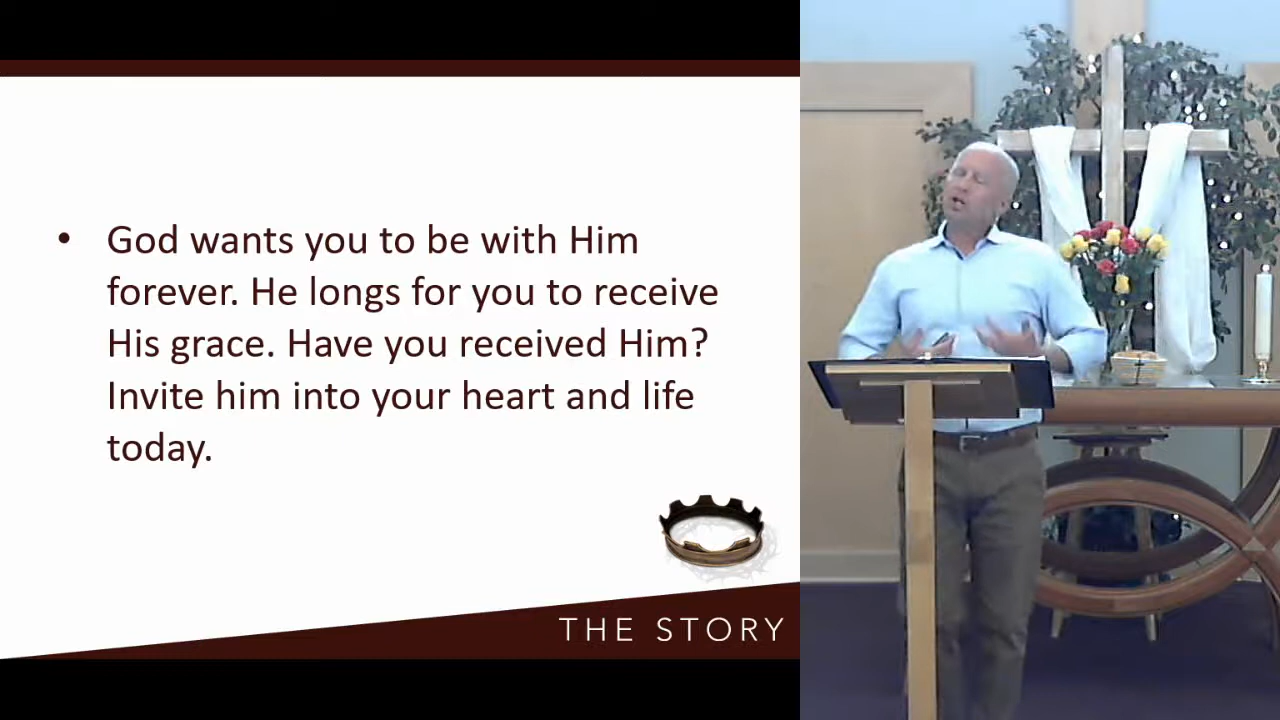 • God wants you to be with Him
forever. He longs for you to receive
His grace. Have you received Him?
Invite him into your heart and life
today.
THE STORY